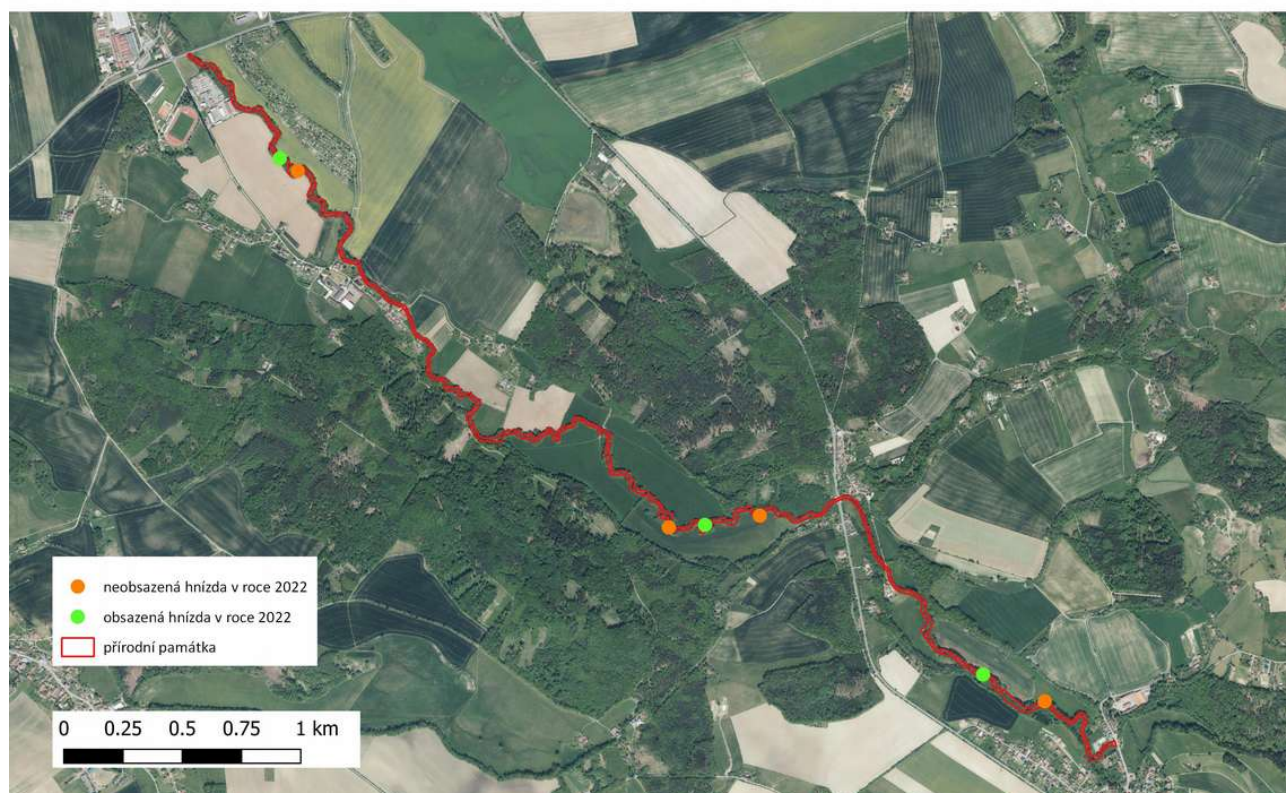 neobsazená hnízda v roce 2022
obsazená hnízda v roce 2022
přírodní památka
0 0.25 0.5 0.75 1 km